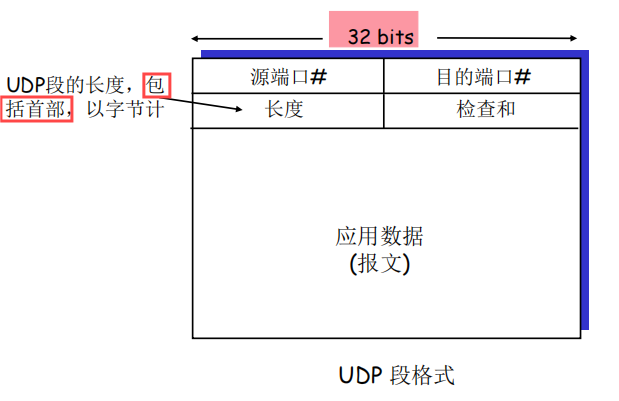 32 bits
UDP段的长度，包
括首部，以字节计
源端口#
目的端口#
长度
检查和
应用数据
(报文)
UDP 段格式